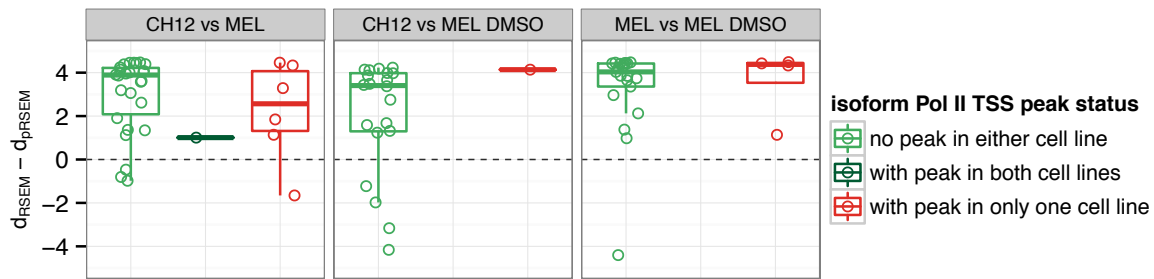 CH12 vs MEL
CH12 vs MEL DMSO
MEL vs MEL DMSO
dRSEM − dpRSEM
4
2
0
−2
−4
isoform Pol II TSS peak status
no peak in either cell line
with peak in both cell lines
with peak in only one cell line